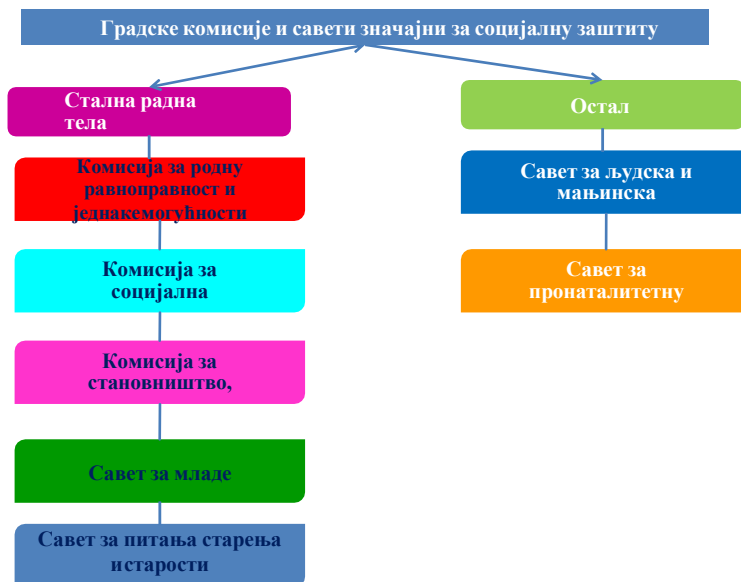 Градске комисије и савети значајни за социјалну заштиту
Стална радна
тела
Комисија за родну
равноправност и
једнакемогућности
Комисија за
социјална
Комисија за
становништво,
Савет за младе
Савет за питања старења
истарости
Остал
Савет за људска и
мањинска
Савет за
пронаталитетну